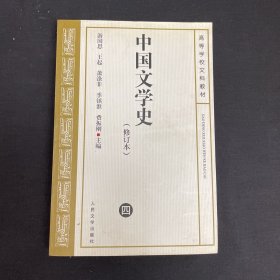 高等学校文科教材
中国文学史
（修订本）
四
游国恩 王起 萧涤非 季镇淮 费振刚 主编
人民文学出版社